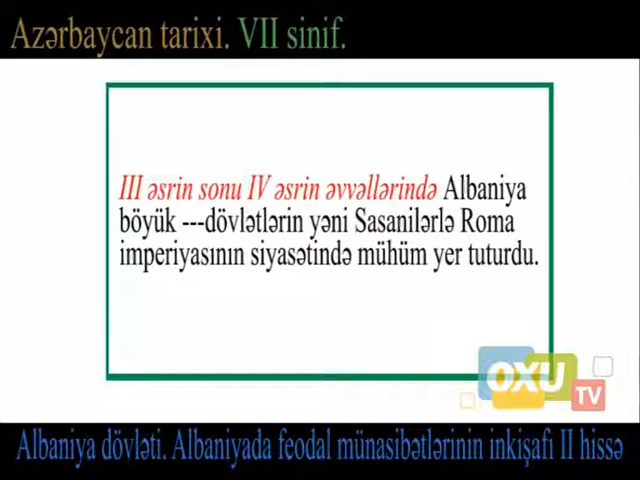 Azərbaycan tarixi. VII sinif.
III əsrin sonu IV əsrin əvvəllərində Albaniya
böyük ---dövlətlərin yəni Sasanilərlə Roma
imperiyasının siyasətində mühüm yer tuturdu.
OXU
TV
Albaniya dövləti. Albaniyada feodal münasibətlərinin inkişafı II hissə